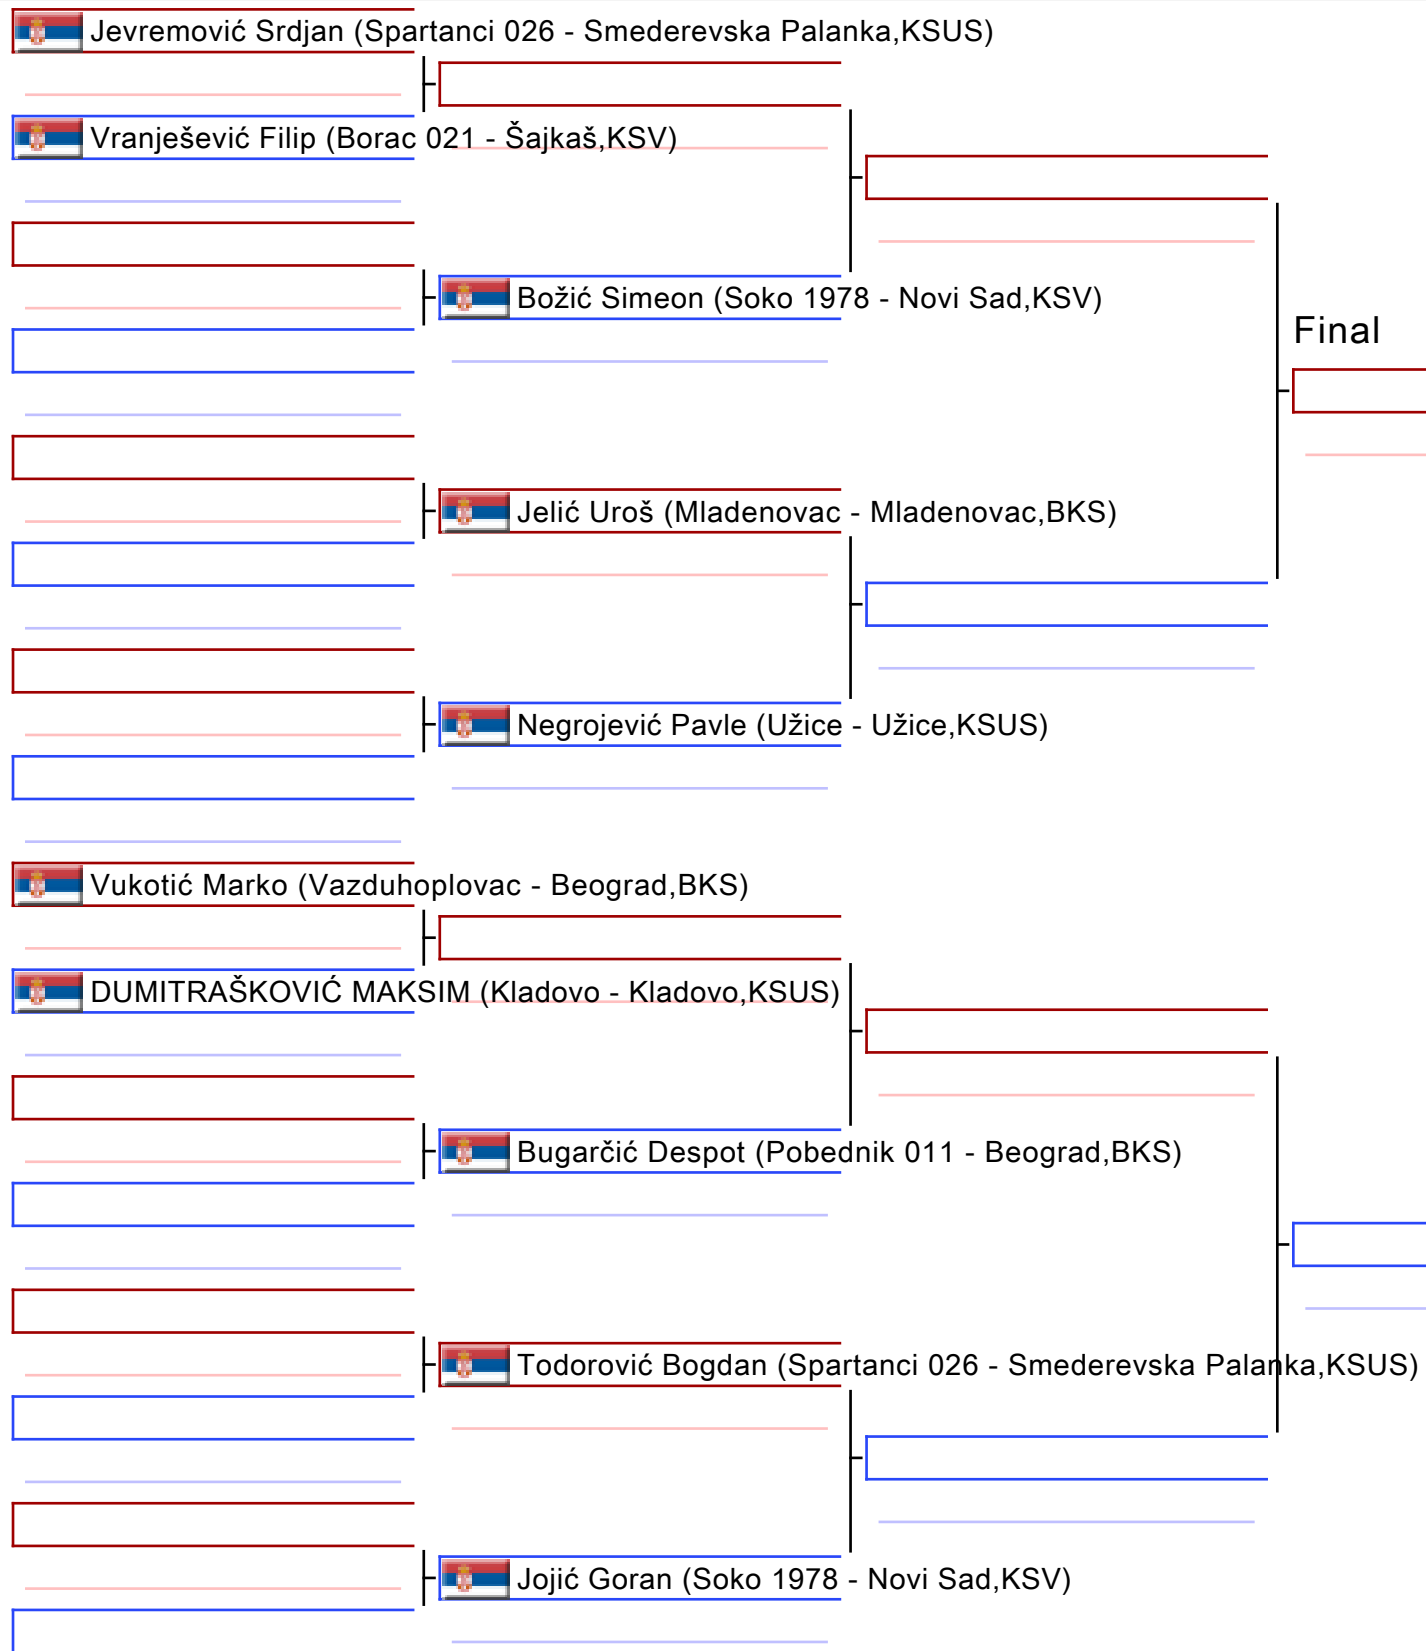 Jevremović Srdjan (Spartanci 026 - Smederevska Palanka,KSUS)
Vranješević Filip (Borac 021 - Šajkaš,KSV)
Božić Simeon (Soko 1978 - Novi Sad,KSV)
Final
Jelić Uroš (Mladenovac - Mladenovac,BKS)
Negrojević Pavle (Užice - Užice,KSUS)
Vukotić Marko (Vazduhoplovac - Beograd,BKS)
DUMITRAŠKOVIĆ MAKSIM (Kladovo - Kladovo,KSUS)
Bugarčić Despot (Pobednik 011 - Beograd,BKS)
Todorović Bogdan (Spartanci 026 - Smederevska Palanka,KSUS)
Jojić Goran (Soko 1978 - Novi Sad,KSV)